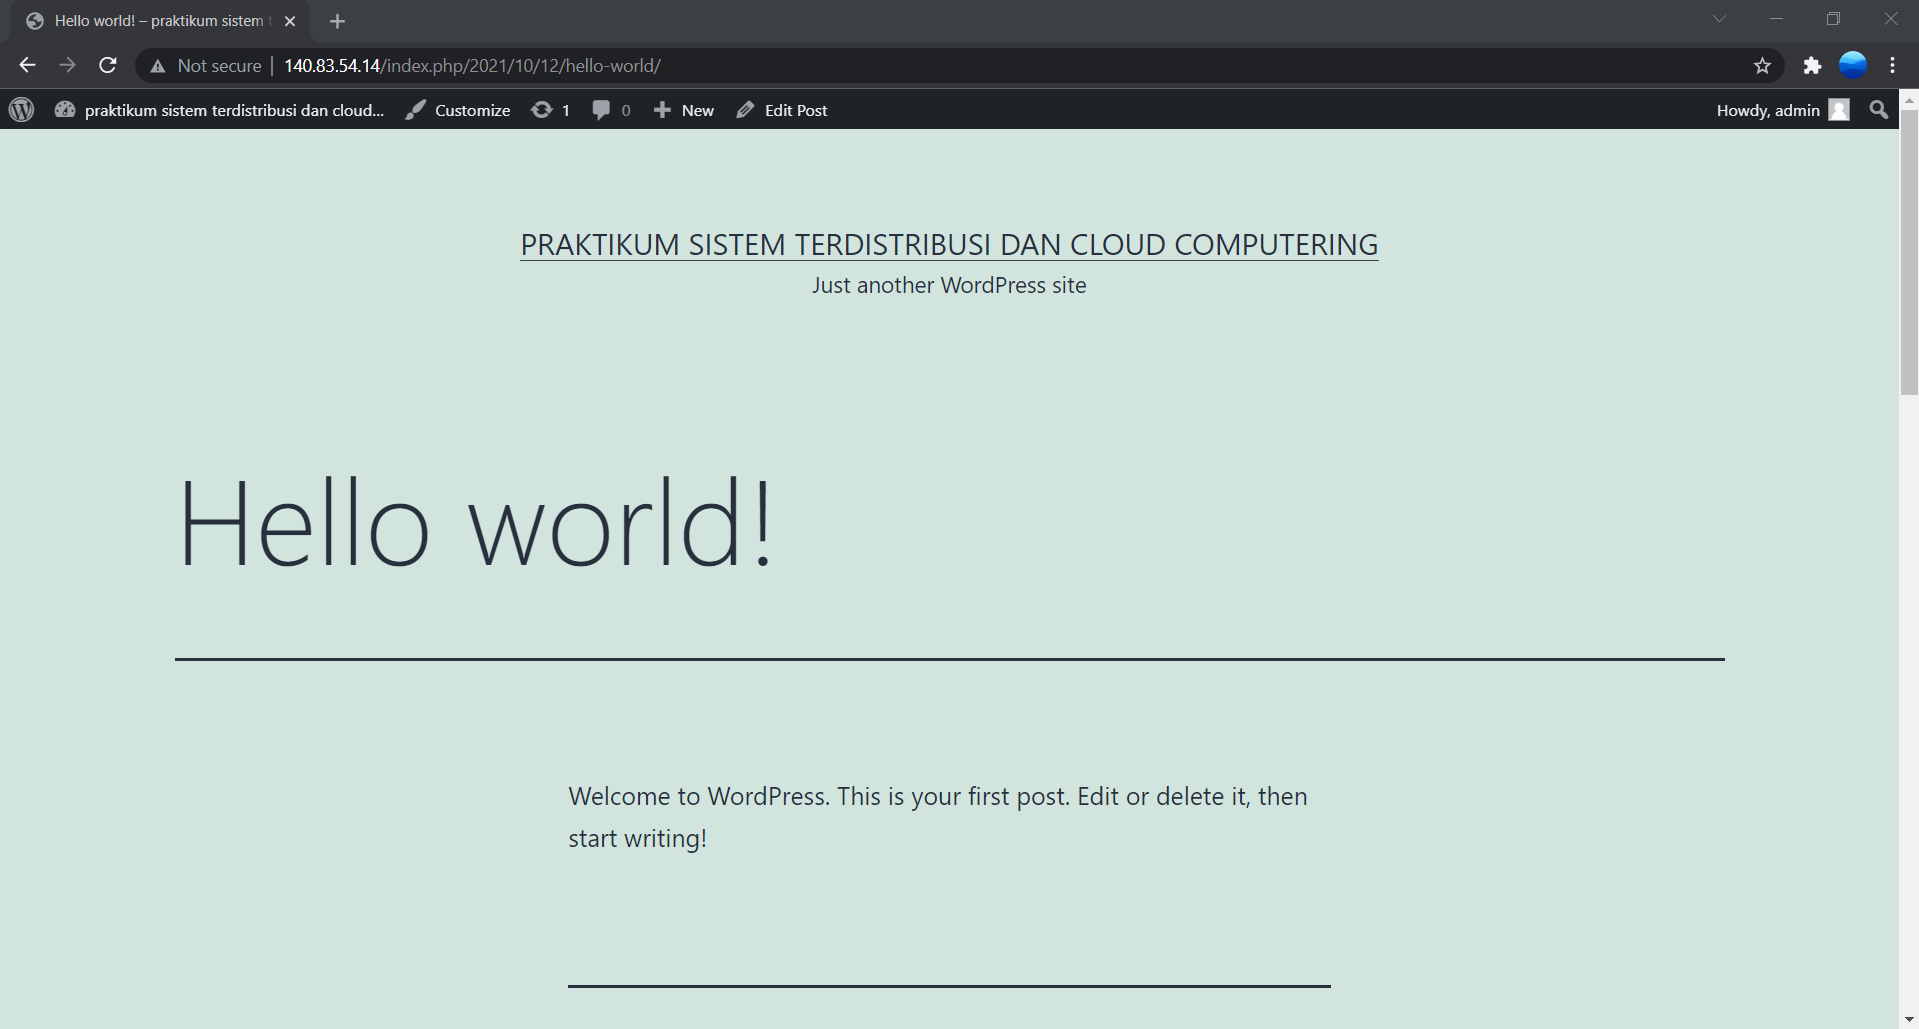 Hello world! – praktikum sistem t
Not secure | 140.83.54.14/index.php/2021/10/12/hello-world/
praktikum sistem terdistribusi dan cloud... Customize 1 0 New Edit Post Howdy, admin
PRAKTIKUM SISTEM TERDISTRIBUSI DAN CLOUD COMPUTERING
Just another WordPress site
Hello world!
Welcome to WordPress. This is your first post. Edit or delete it, then
start writing!